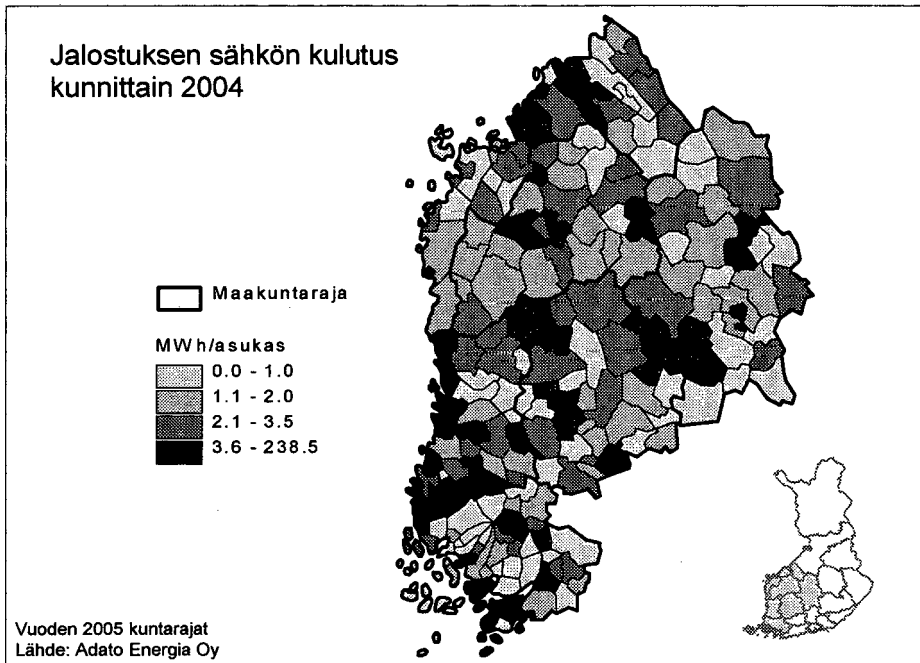 Jalostuksen sähkön kulutus
kunnittain 2004
Maakuntaraja
MWh/asukas
0.0 - 1.0
1.1 - 2.0
2.1 - 3.5
3.6 - 238.5
Vuoden 2005 kuntarajat
Lähde: Adato Energia Oy